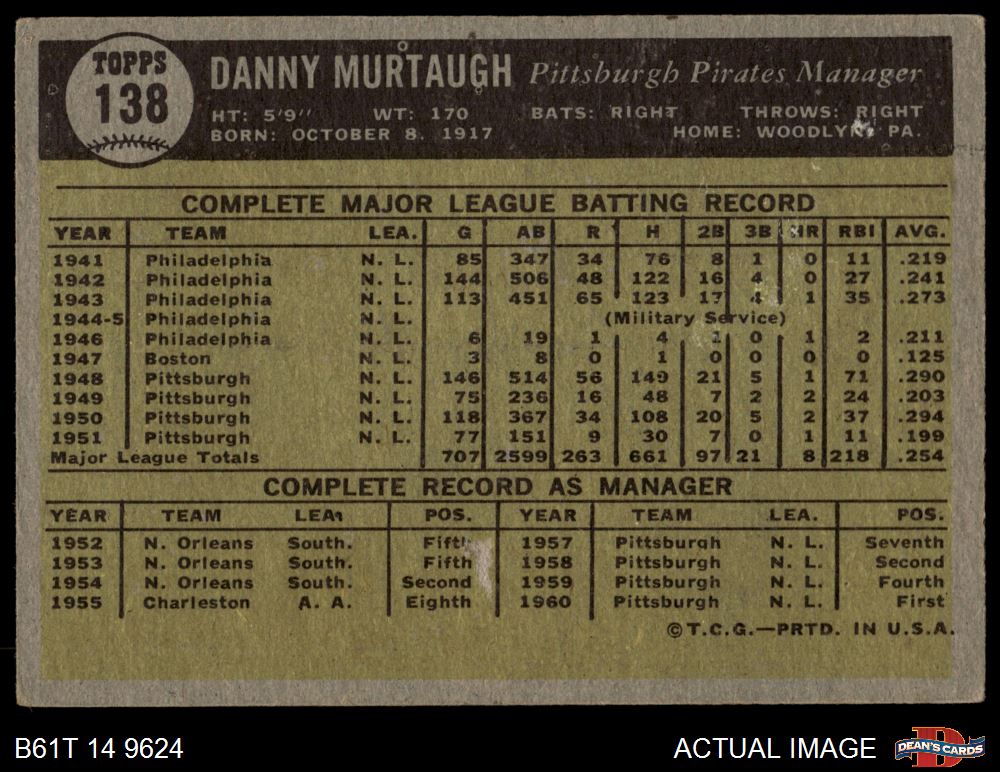 TOPPS
138
DANNY MURTAUGH Pittsburgh Pirates Manager
HT: 5'9" WT: 170 BATS: RIGHT THROWS: RIGHT
BORN: OCTOBER 8, 1917 HOME: WOODLYN, PA.
COMPLETE MAJOR LEAGUE BATTING RECORD
YEAR TEAM LEA. G AB R H 2B 3B HR RBI AVG.
1941 Philadelphia N. L. 85 347 34 76 8 1 0 11 .219
1942 Philadelphia N. L. 144 506 48 122 16 4 0 27 .241
1943 Philadelphia N. L. 113 451 65 123 17 4 1 35 .273
1944-5 Philadelphia N. L. (Military Service)
1946 Philadelphia N. L. 6 19 1 4 1 0 1 2 .211
1947 Boston N. L. 3 8 0 1 0 0 0 0 .125
1948 Pittsburgh N. L. 146 514 56 149 21 5 1 71 .290
1949 Pittsburgh N. L. 75 236 16 48 7 2 2 24 .203
1950 Pittsburgh N. L. 118 367 34 108 20 5 2 37 .294
1951 Pittsburgh N. L. 77 151 9 30 7 0 1 11 .199
Major League Totals 707 2599 263 661 97 21 8 218 .254
COMPLETE RECORD AS MANAGER
YEAR TEAM LEA. POS. YEAR TEAM LEA. POS.
1952 N. Orleans South. Fifth 1957 Pittsburgh N. L. Seventh
1953 N. Orleans South. Fifth 1958 Pittsburgh N. L. Second
1954 N. Orleans South. Second 1959 Pittsburgh N. L. Fourth
1955 Charleston A. A. Eighth 1960 Pittsburgh N. L. First
©T.C.G.—PRTD. IN U.S.A.
B61T 14 9624 ACTUAL IMAGE DEAN'S CARDS